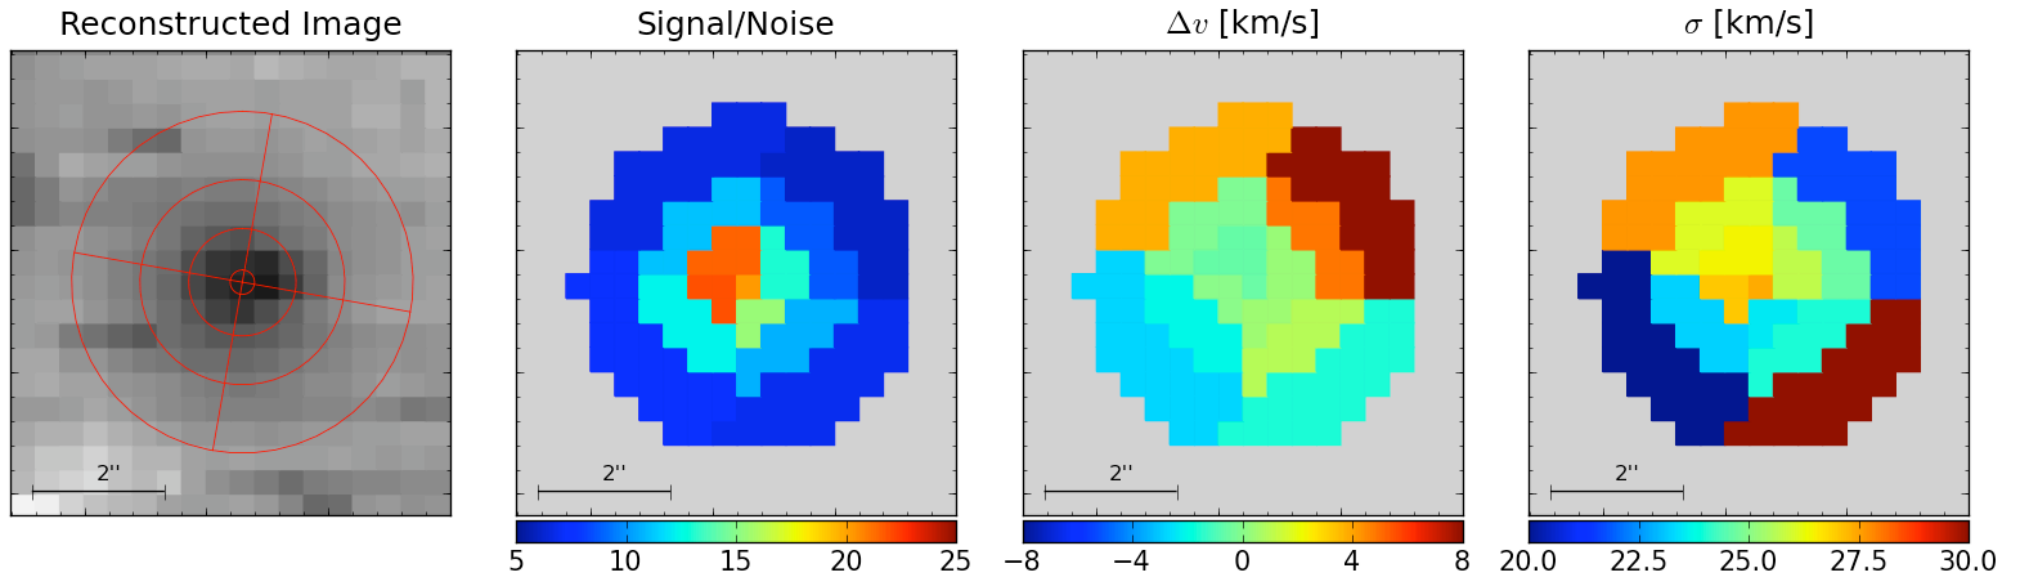 Reconstructed Image
Signal/Noise
Δv [km/s]
σ [km/s]
2''
2''
2''
2''
5 10 15 20 25
−8 −4 0 4 8
20.0 22.5 25.0 27.5 30.0